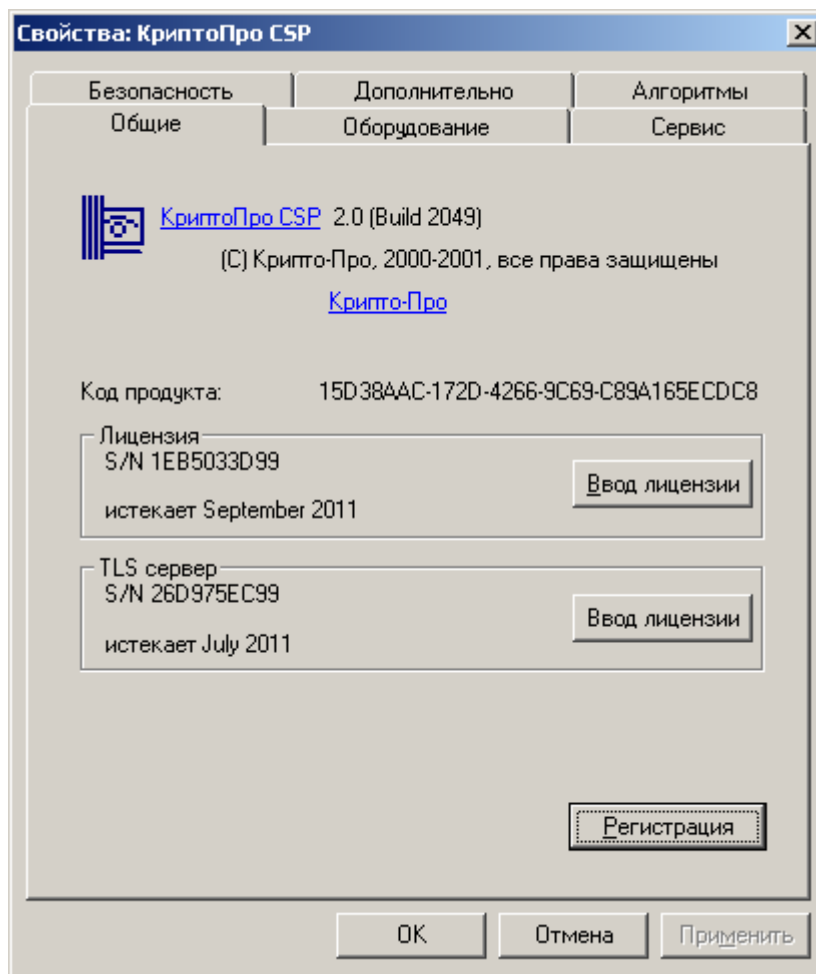 Свойства: КриптоПро CSP
Безопасность Дополнительно Алгоритмы
Общие Оборудование Сервис
КриптоПро CSP 2.0 (Build 2049)
(C) Крипто-Про, 2000-2001, все права защищены
Крипто-Про
Код продукта: 15D38AAC-172D-4266-9C69-C89A165ECDC8
Лицензия
S/N 1EB5033D99
Ввод лицензии
истекает September 2011
TLS сервер
S/N 26D975EC99
Ввод лицензии
истекает July 2011
Регистрация
OK Отмена Применить